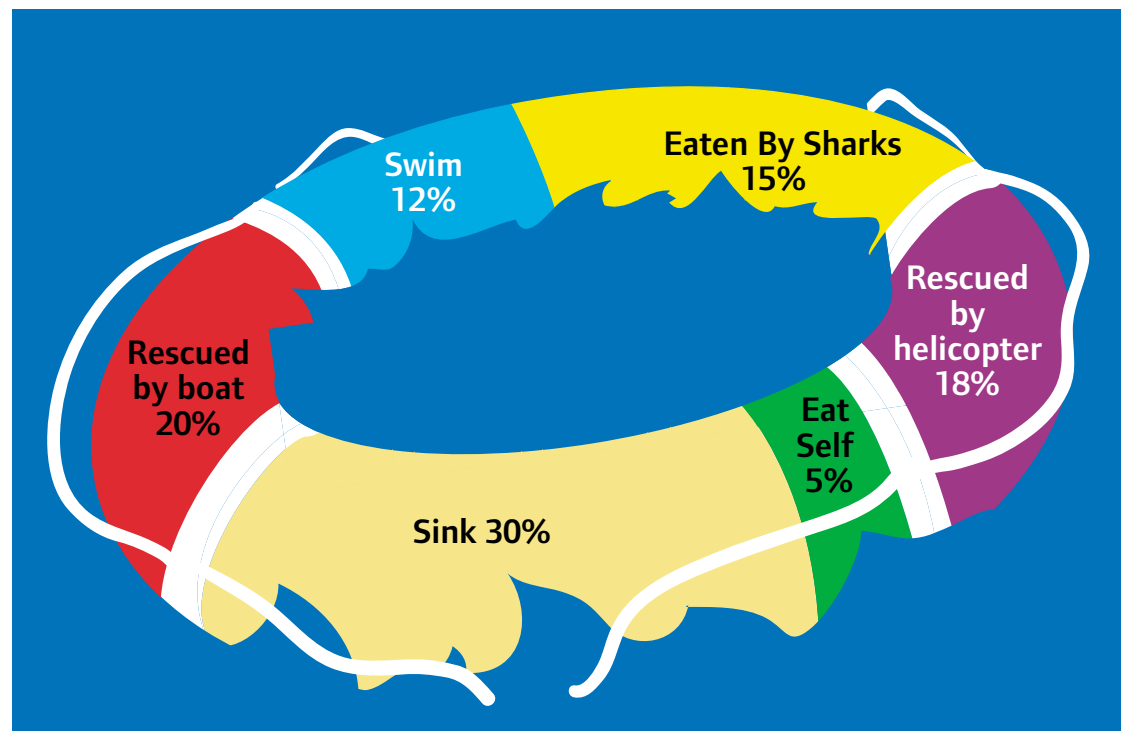 Eaten By Sharks
15%
Swim
12%
Rescued
by
helicopter
18%
Rescued
by boat
20%
Eat
Self
5%
Sink 30%